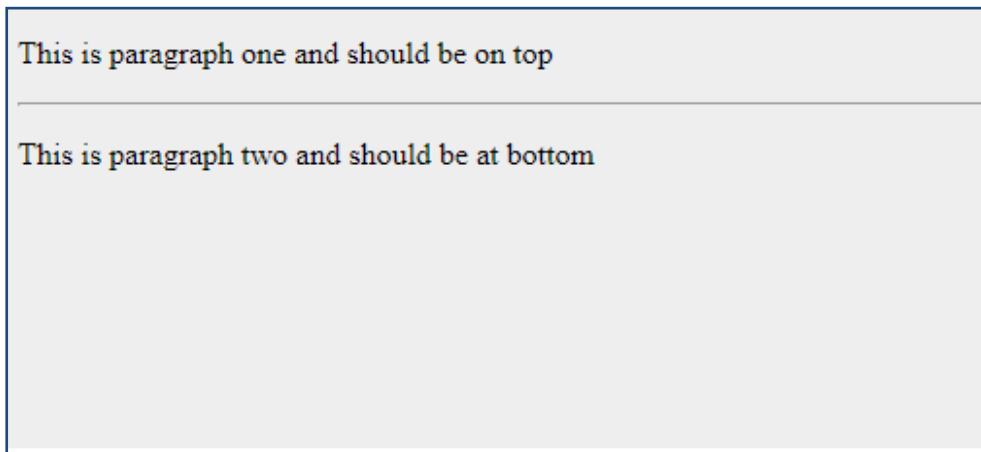 This is paragraph one and should be on top
This is paragraph two and should be at bottom